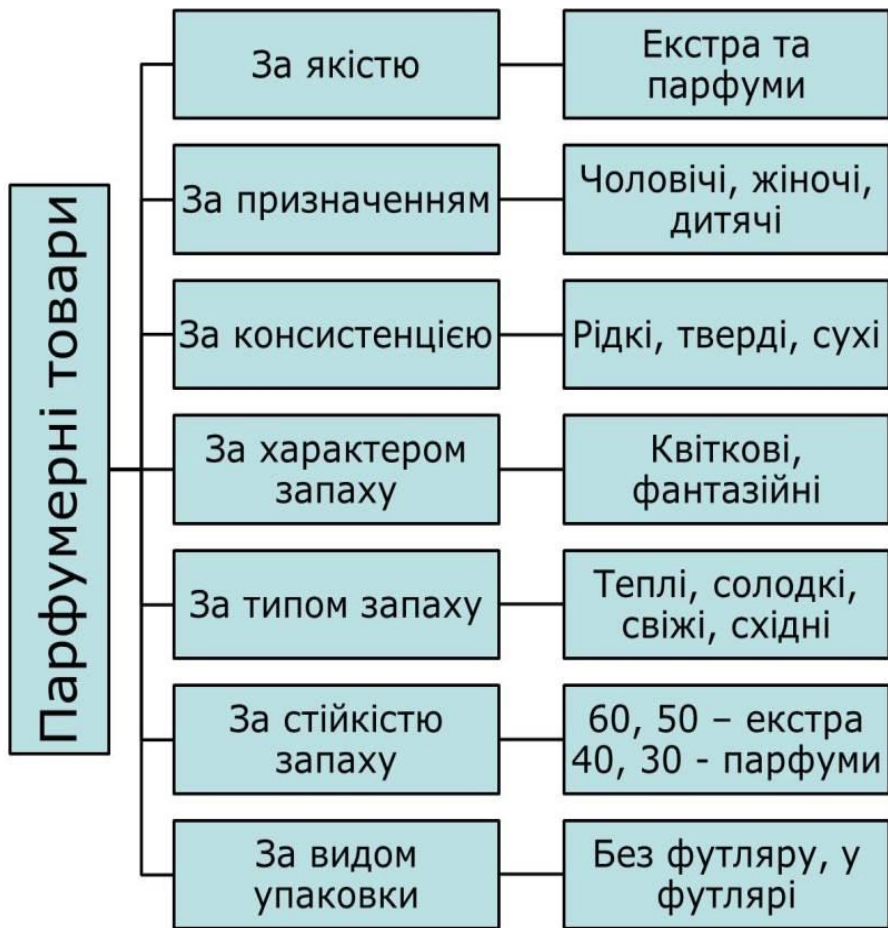 Парфумерні товари
За якістю
Екстра та
парфуми
За призначенням
Чоловічі, жіночі,
дитячі
За консистенцією
Рідкі, тверді, сухі
За характером
запаху
Квіткові,
фантазійні
За типом запаху
Теплі, солодкі,
свіжі, східні
За стійкістю
запаху
60, 50 – екстра
40, 30 - парфуми
За видом
упаковки
Без футляру, у
футлярі